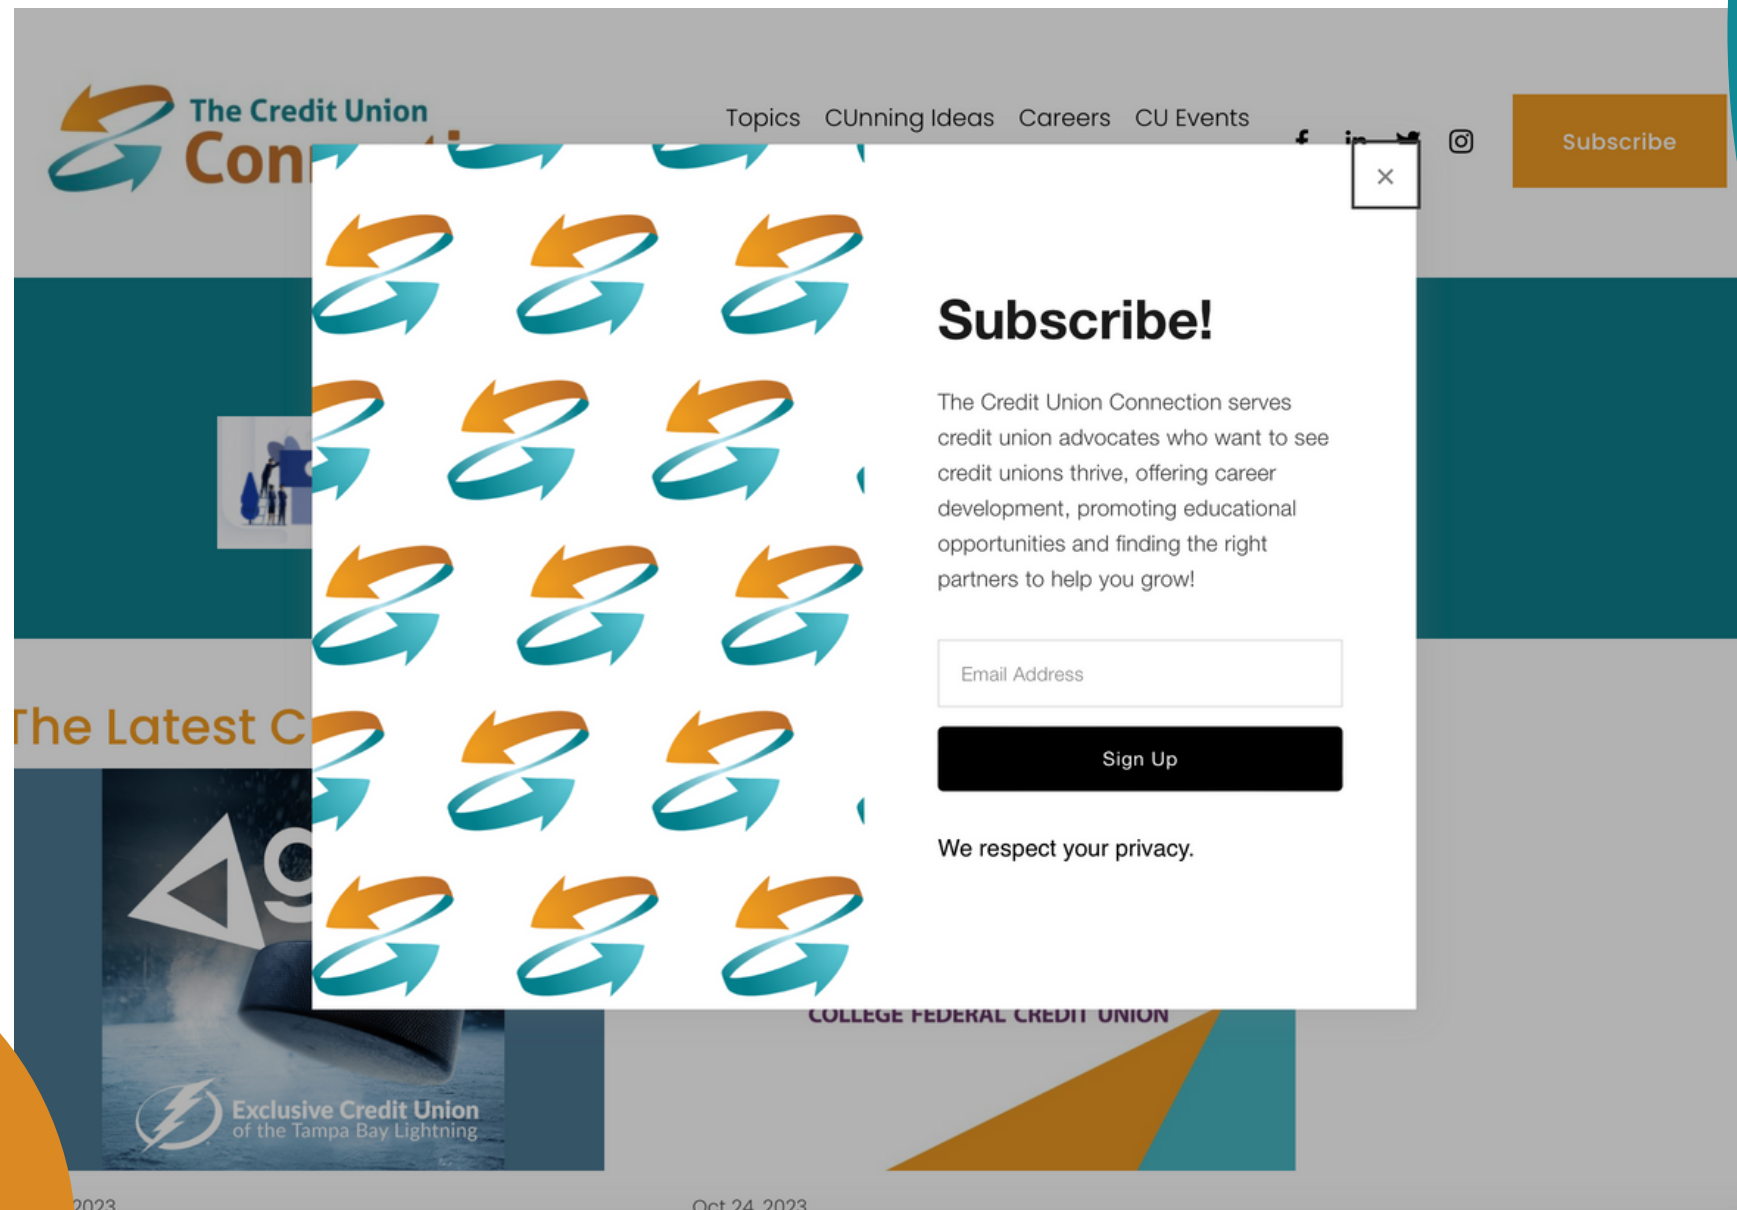 The Credit Union
Topics CUnning Ideas Careers CU Events
Subscribe
Subscribe!
The Credit Union Connection serves
credit union advocates who want to see
credit unions thrive, offering career
development, promoting educational
opportunities and finding the right
partners to help you grow!
Email Address
Sign Up
We respect your privacy.
The Latest C
COLLEGE FEDERAL CREDIT UNION
Exclusive Credit Union
of the Tampa Bay Lightning
2023
Oct 24, 2023